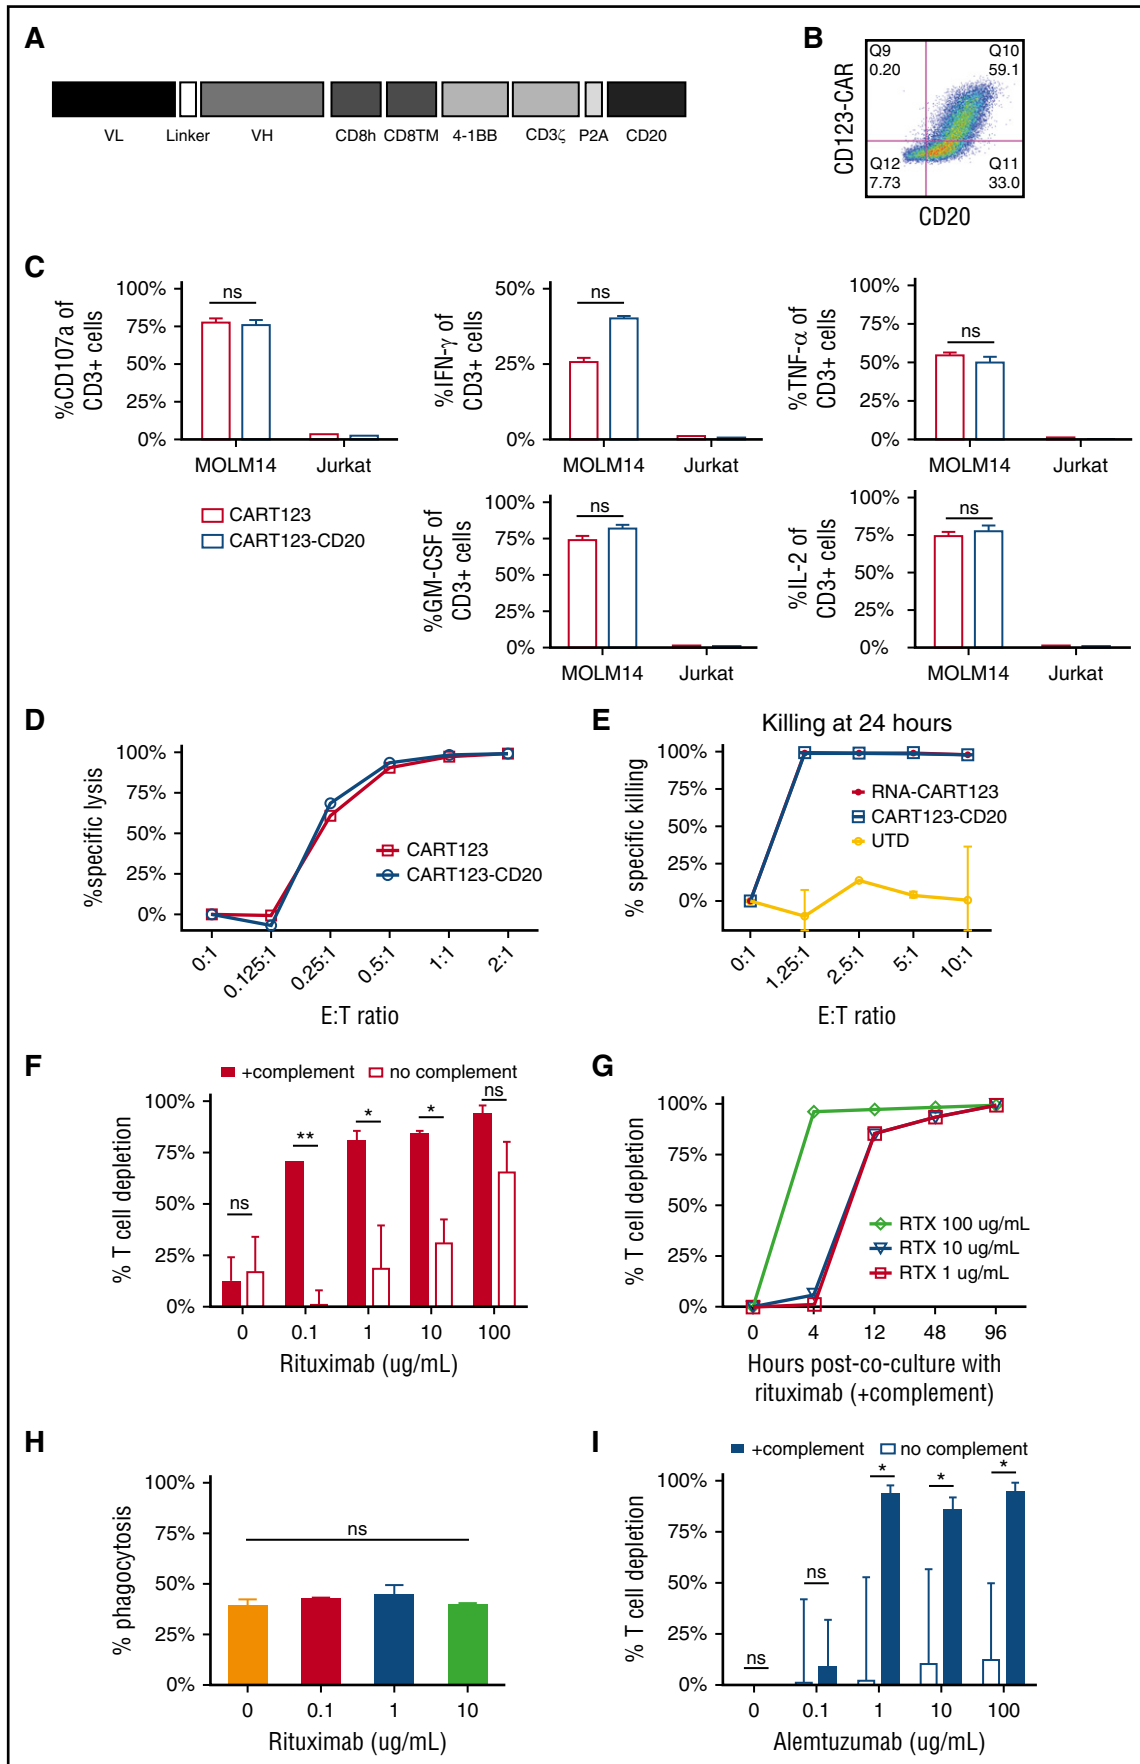 A
VL
Linker
VH
CD8h
CD8TM
4-1BB
CD3ζ
P2A
CD20
B
CD123-CAR
Q9
0.20
Q10
59.1
Q12
7.73
Q11
33.0
CD20
C
%CD107a of
CD3+ cells
100%
75%
50%
25%
0%
ns
MOLM14
Jurkat
%IFN-γ of
CD3+ cells
50%
25%
0%
ns
MOLM14
Jurkat
%TNF-α of
CD3+ cells
100%
75%
50%
25%
0%
ns
MOLM14
Jurkat
CART123
CART123-CD20
%GM-CSF of
CD3+ cells
100%
75%
50%
25%
0%
ns
MOLM14
Jurkat
%IL-2 of
CD3+ cells
100%
75%
50%
25%
0%
ns
MOLM14
Jurkat
D
%specific lysis
100%
75%
50%
25%
0%
CART123
CART123-CD20
0:1
0.125:1
0.25:1
0.5:1
1:1
2:1
E:T ratio
E
Killing at 24 hours
% specific killing
100%
75%
50%
25%
0%
RNA-CART123
CART123-CD20
UTD
0:1
1.25:1
2.5:1
5:1
10:1
E:T ratio
F
+complement
no complement
% T cell depletion
100%
75%
50%
25%
0%
ns
**
*
*
ns
0
0.1
1
10
100
Rituximab (ug/mL)
G
% T cell depletion
100%
75%
50%
25%
0%
RTX 100 ug/mL
RTX 10 ug/mL
RTX 1 ug/mL
0
4
12
48
96
Hours post-co-culture with
rituximab (+complement)
H
% phagocytosis
100%
75%
50%
25%
0%
ns
0
0.1
1
10
Rituximab (ug/mL)
I
+complement
no complement
% T cell depletion
100%
75%
50%
25%
0%
ns
ns
*
*
*
0
0.1
1
10
100
Alemtuzumab (ug/mL)